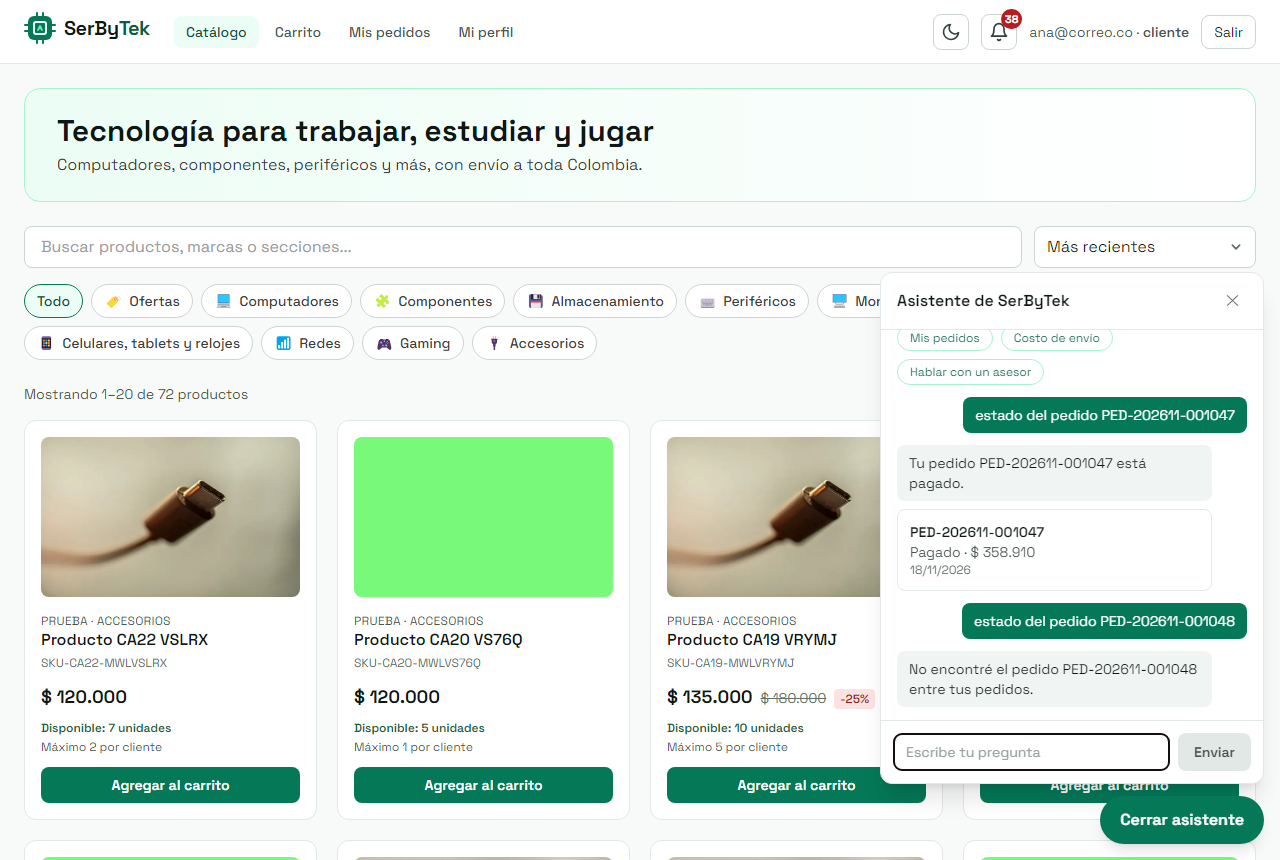 SerByTek
Catálogo
Carrito
Mis pedidos
Mi perfil
38
ana@correo.co · cliente
Salir
Tecnología para trabajar, estudiar y jugar
Computadores, componentes, periféricos y más, con envío a toda Colombia.
Buscar productos, marcas o secciones...
Más recientes
Todo
Ofertas
Computadores
Componentes
Almacenamiento
Periféricos
Mon
Celulares, tablets y relojes
Redes
Gaming
Accesorios
Mostrando 1–20 de 72 productos
PRUEBA · ACCESORIOS
Producto CA22 VSLRX
SKU-CA22-MWLVSLRX
$ 120.000
Disponible: 7 unidades
Máximo 2 por cliente
Agregar al carrito
PRUEBA · ACCESORIOS
Producto CA20 VS76Q
SKU-CA20-MWLVS76Q
$ 120.000
Disponible: 5 unidades
Máximo 1 por cliente
Agregar al carrito
PRUEBA · ACCESORIOS
Producto CA19 VRYMJ
SKU-CA19-MWLVRYMJ
$ 135.000 $ 180.000 -25%
Disponible: 10 unidades
Máximo 5 por cliente
Agregar al carrito
Agregar al carrito
Asistente de SerByTek
Mis pedidos
Costo de envío
Hablar con un asesor
estado del pedido PED-202611-001047
Tu pedido PED-202611-001047 está
pagado.
PED-202611-001047
Pagado · $ 358.910
18/11/2026
estado del pedido PED-202611-001048
No encontré el pedido PED-202611-001048
entre tus pedidos.
Escribe tu pregunta
Enviar
Cerrar asistente